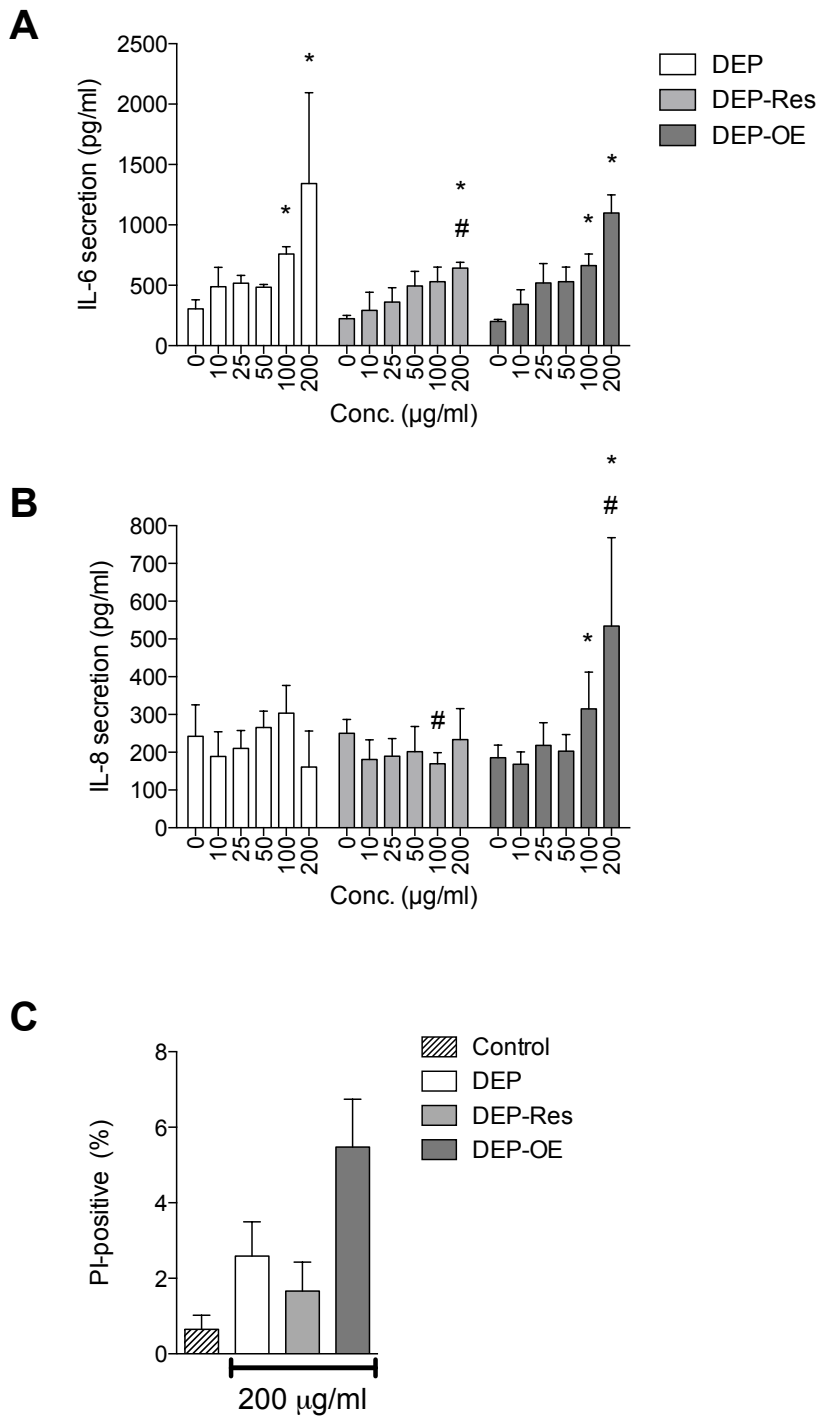 A
2500
2000
1500
1000
500
0
IL-6 secretion (pg/ml)
* * * # * * *
0 10 25 50 100 200 0 10 25 50 100 200 0 10 25 50 100 200
Conc. (µg/ml)
DEP
DEP-Res
DEP-OE
B
800
700
600
500
400
300
200
100
0
IL-8 secretion (pg/ml)
# * * #
0 10 25 50 100 200 0 10 25 50 100 200 0 10 25 50 100 200
Conc. (µg/ml)
C
8
6
4
2
0
PI-positive (%)
Control
DEP
DEP-Res
DEP-OE
200 µg/ml